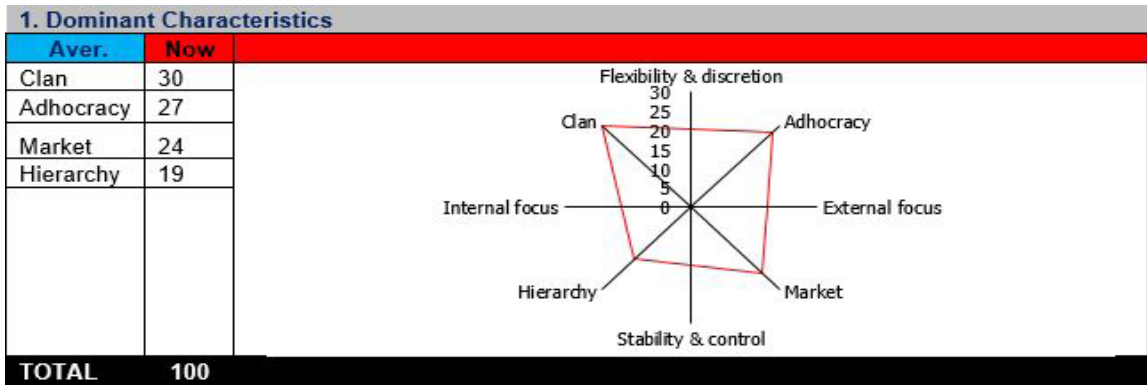 1. Dominant Characteristics
Aver. Now
Clan 30
Adhocracy 27
Market 24
Hierarchy 19
TOTAL 100
Flexibility & discretion
30
25
Clan 20 Adhocracy
15
10
5
Internal focus 0 External focus
Hierarchy Market
Stability & control